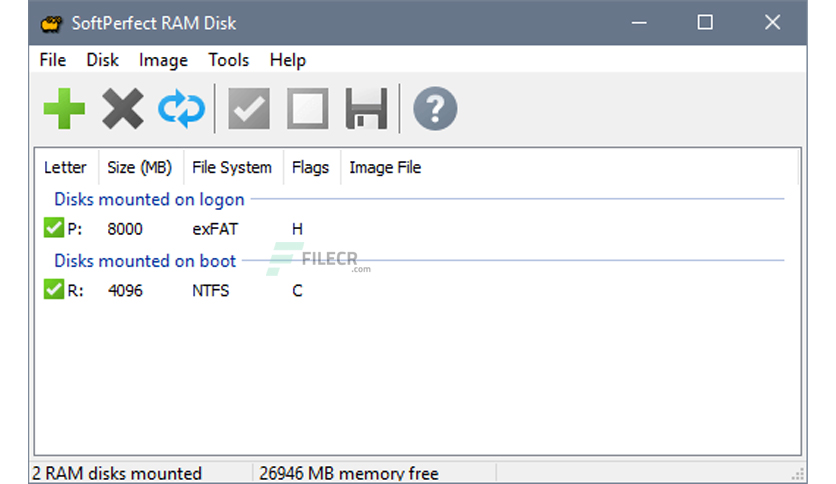 SoftPerfect RAM Disk
File Disk Image Tools Help
?
Letter Size (MB) File System Flags Image File
Disks mounted on logon
P: 8000 exFAT H
Disks mounted on boot
FILECR
.com
R: 4096 NTFS C
2 RAM disks mounted 26946 MB memory free